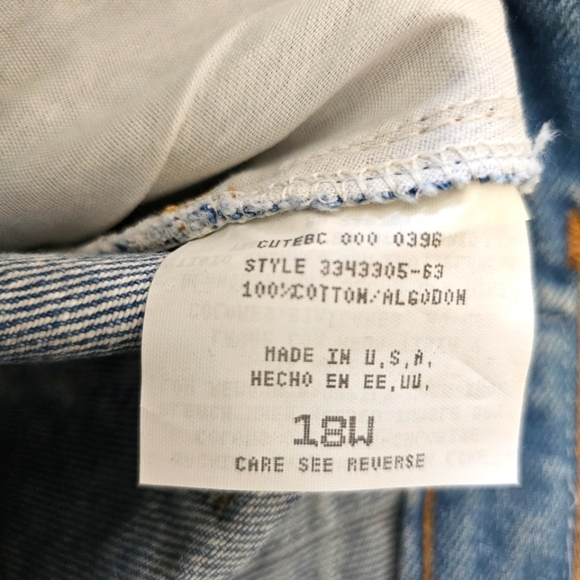 CUTEBC 000 0396
STYLE 3343305-63
100%COTTON/ALGODON
MADE IN U.S.A.
HECHO EN EE.UU.
18W
CARE SEE REVERSE